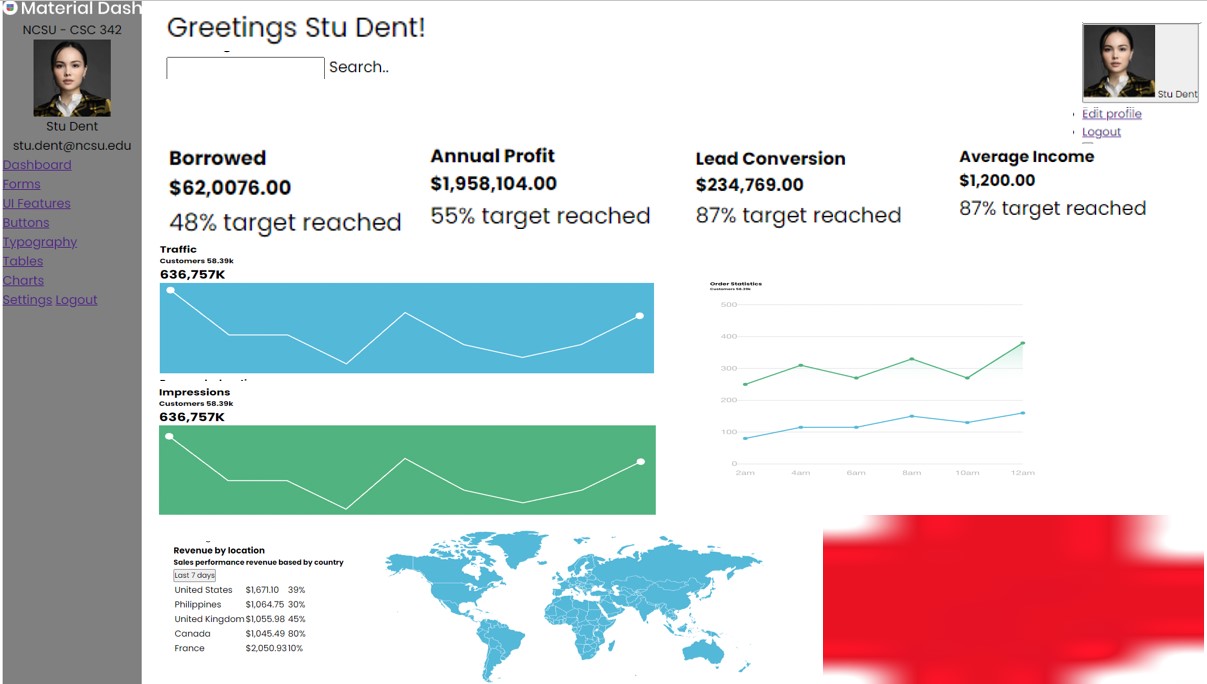 Material Dash
NCSU - CSC 342
Stu Dent
stu.dent@ncsu.edu
Dashboard
Forms
UI Features
Buttons
Typography
Tables
Charts
Settings Logout
Greetings Stu Dent!
Search..
Stu Dent
Edit profile
Logout
Borrowed
$62,0076.00
48% target reached
Annual Profit
$1,958,104.00
55% target reached
Lead Conversion
$234,769.00
87% target reached
Average Income
$1,200.00
87% target reached
Traffic
Customers 58.39k
636,757K
Impressions
Customers 58.39k
636,757K
Order Statistics
Customers 58.39k
500
400
300
200
100
0
2am 4am 6am 8am 10am 12am
Revenue by location
Sales performance revenue based by country
Last 7 days
United States $1,671.10 39%
Philippines $1,064.75 30%
United Kingdom $1,055.98 45%
Canada $1,045.49 80%
France $2,050.93 10%